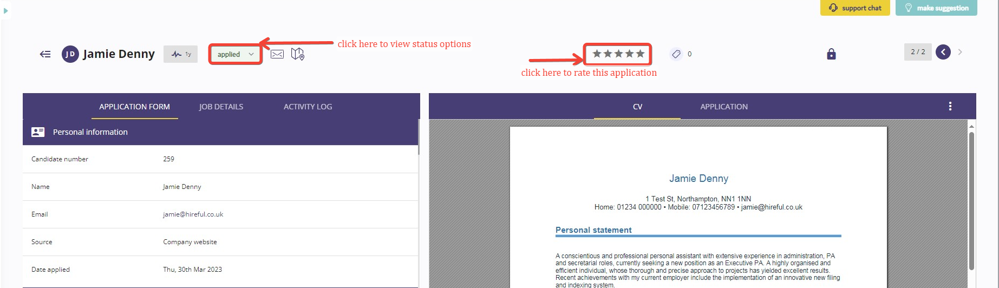 support chat
make suggestion
JD
Jamie Denny
1y
applied
click here to view status options
0
2 / 2
click here to rate this application
APPLICATION FORM
JOB DETAILS
ACTIVITY LOG
Personal information
Candidate number
259
Name
Jamie Denny
Email
jamie@hireful.co.uk
Source
Company website
Date applied
Thu, 30th Mar 2023
CV
APPLICATION
Jamie Denny
1 Test St, Northampton, NN1 1NN
Home: 01234 000000 • Mobile: 07123456789 • jamie@hireful.co.uk
Personal statement
A conscientious and professional personal assistant with extensive experience in administration, PA
and secretarial roles, currently seeking a new position as an Executive PA. A highly organised and
efficient individual, whose thorough and precise approach to projects has yielded excellent results.
Recent achievements with my current employer include the implementation of an innovative new filing
and indexing system.